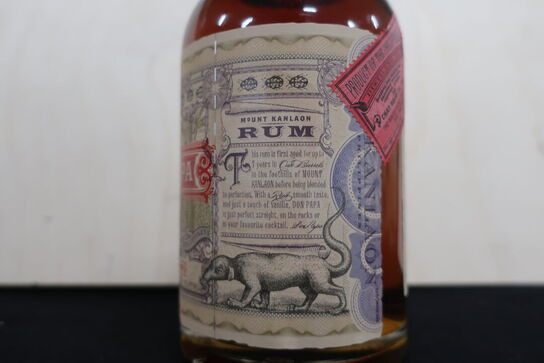 MOUNT KANLAON
RUM
This rum is first aged for up to
7 years in Oak Barrels
in the foothills of MOUNT
KANLAON before being blended
to perfection. With a Rich, smooth taste,
and just a touch of vanilla, DON PAPA
is just perfect straight, on the rocks or
in your favourite cocktail.
PRODUCT OF THE
KANLAON
PA